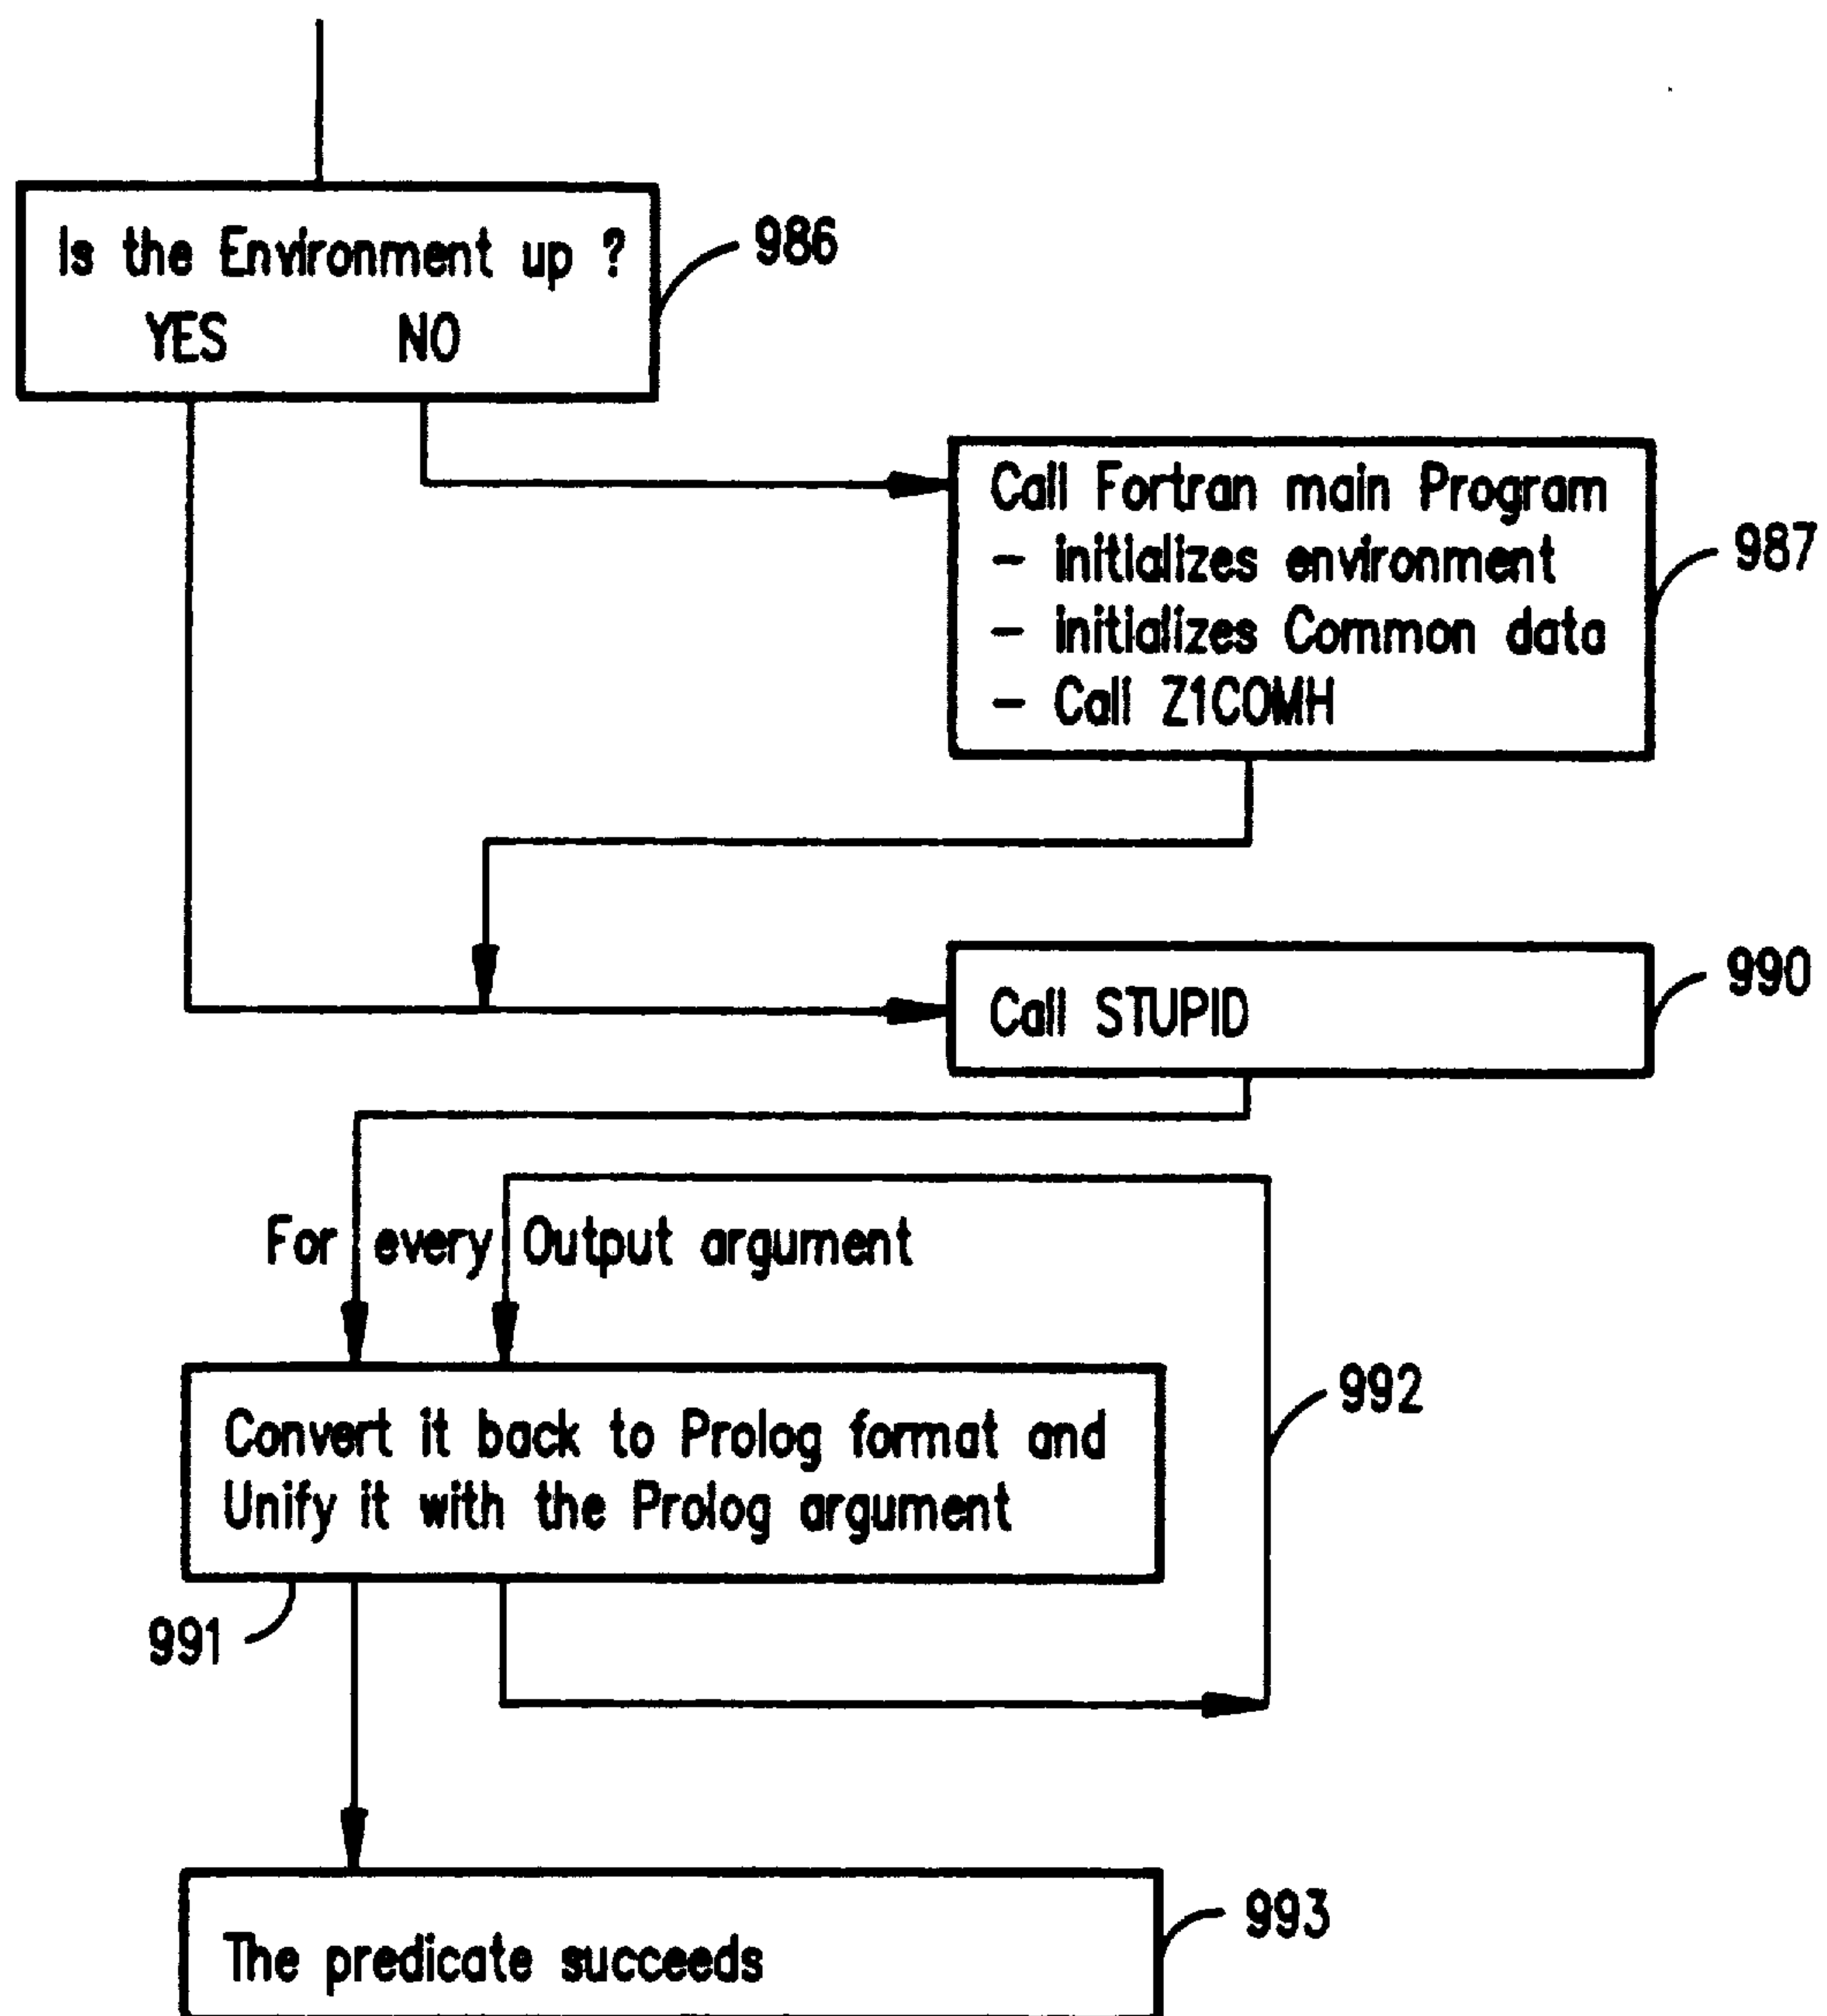 Is the Environment up ?
YES NO
986
Call Fortran main Program
- initializes environment
- initializes Common data
- Call Z1COMH
987
Call STUPID
990
For every Output argument
992
Convert it back to Prolog format and
Unify it with the Prolog argument
991
The predicate succeeds
993